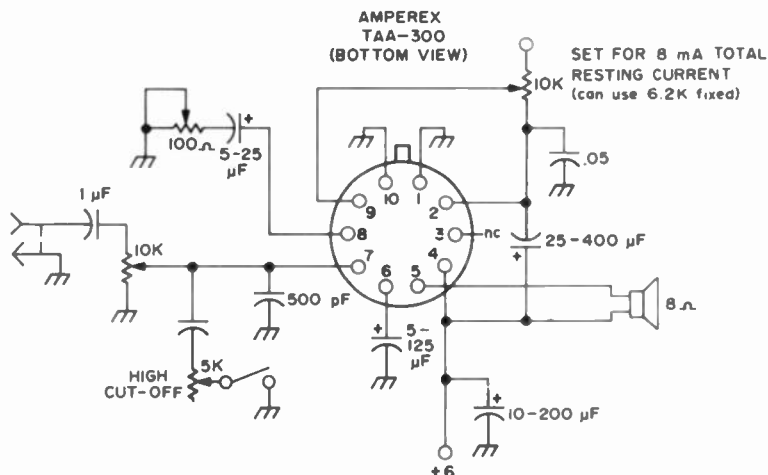 AMPEREX
TAA-300
(BOTTOM VIEW)
SET FOR 8 mA TOTAL
RESTING CURRENT
(can use 6.2K fixed)
10K
100Ω
+
5-25
μF
.05
10
1
9
2
8
3
nc
7
4
6
5
1 μF
10K
25-400 μF
+
500 pF
8Ω
+
5-
125
μF
5K
HIGH
CUT-OFF
+
10-200 μF
+6